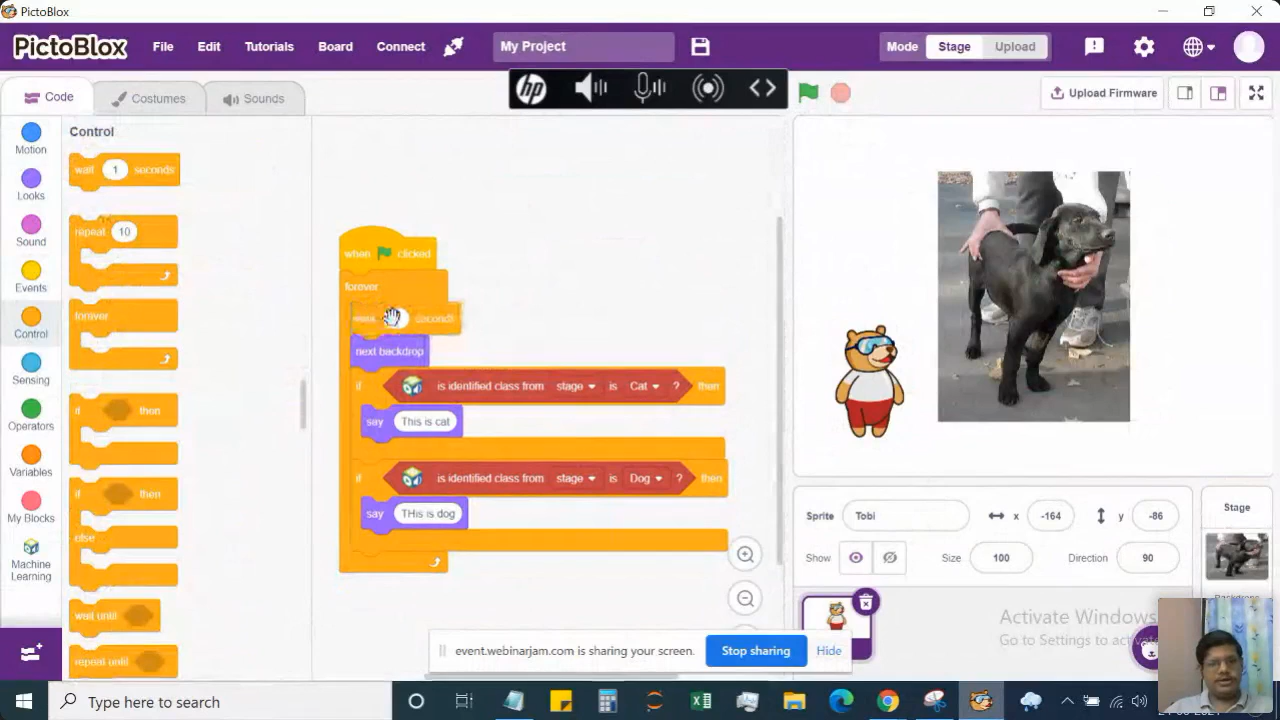 PictoBlox
PictoBlox File Edit Tutorials Board Connect My Project Mode Stage Upload
hp
Code Costumes Sounds Upload Firmware
Motion
Looks
Sound
Events
Control
Sensing
Operators
Variables
My Blocks
Machine
Learning
Control
wait 1 seconds
repeat 10
forever
if then
if then
else
wait until
repeat until
when clicked
forever
seconds
next backdrop
if is identified class from stage is Cat ? then
say This is cat
if is identified class from stage is Dog ? then
say THis is dog
Sprite Tobi x -164 y -86
Show Size 100 Direction 90
Stage
Activate Windows
Go to Settings to
event.webinarjam.com is sharing your screen. Stop sharing Hide
Type here to search